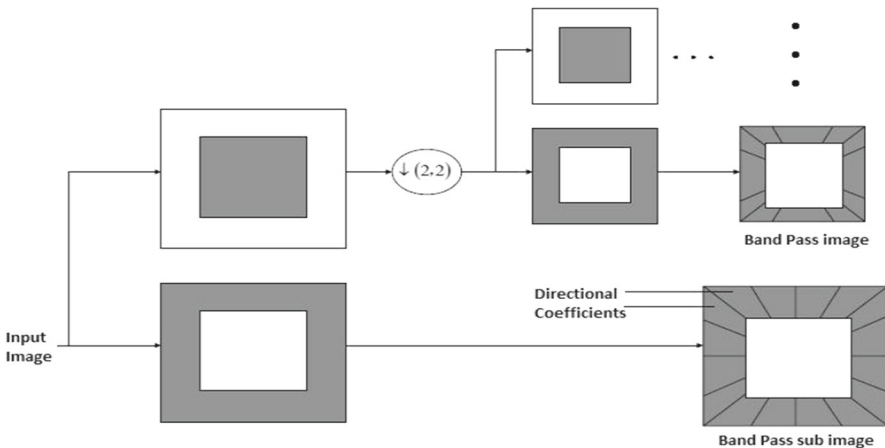 ↓ (2,2)
Band Pass image
Directional
Coefficients
Input
Image
Band Pass sub image